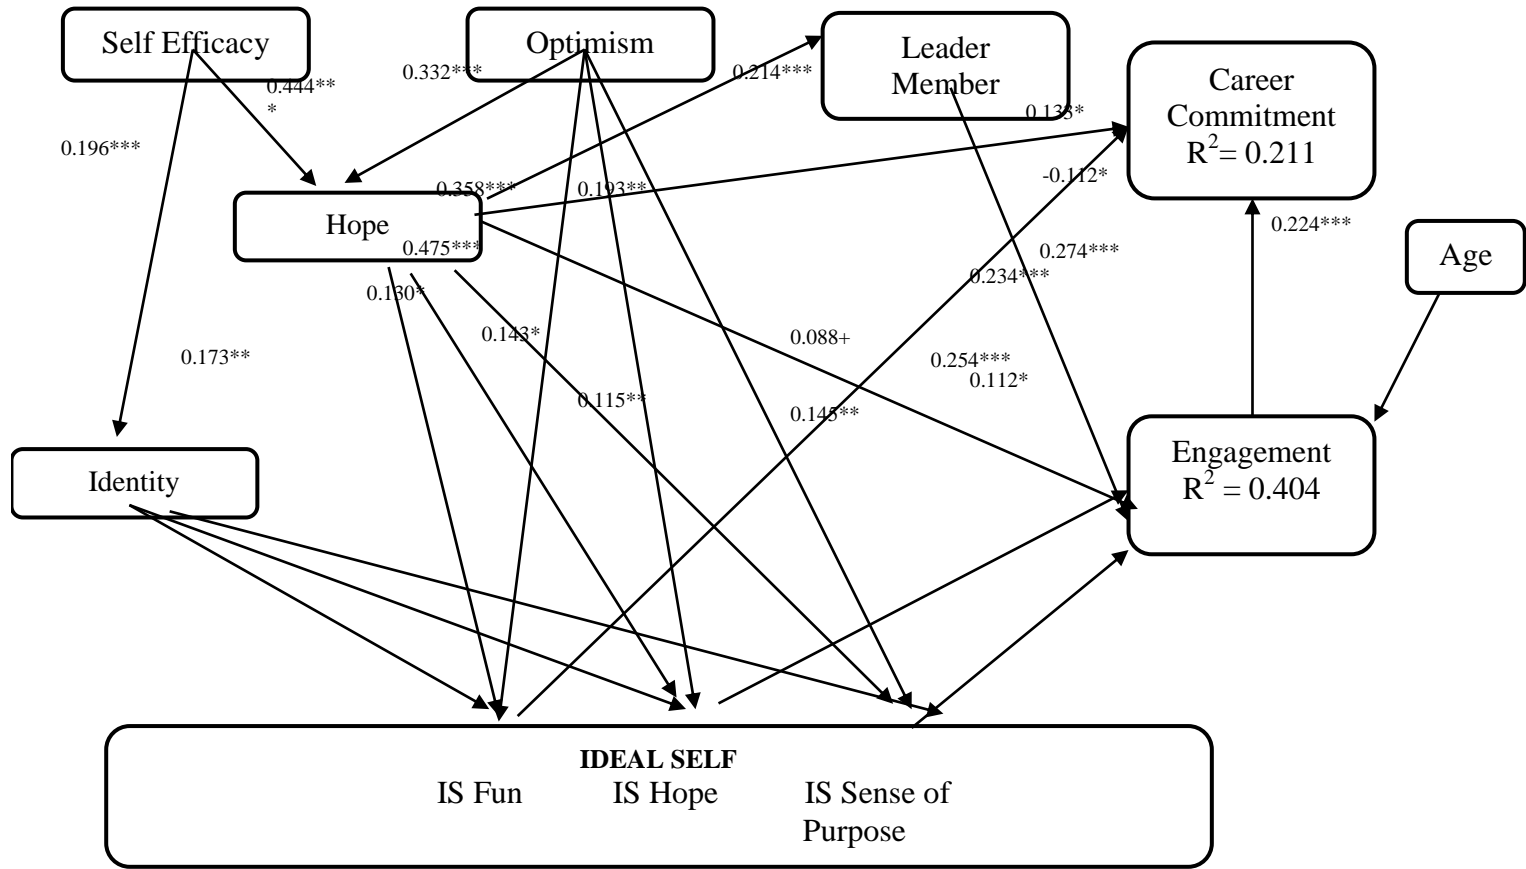 Self Efficacy
Optimism
Leader
Member
Career
Commitment
R²= 0.211
0.444**
*
0.332***
0.214***
0.133*
0.196***
-0.112*
0.358***
0.193**
Hope
0.475***
0.224***
Age
0.274***
0.234***
0.130*
0.143*
0.088+
0.173**
0.254***
0.112*
0.115**
0.145**
Engagement
R² = 0.404
Identity
IDEAL SELF
IS Fun IS Hope IS Sense of
Purpose